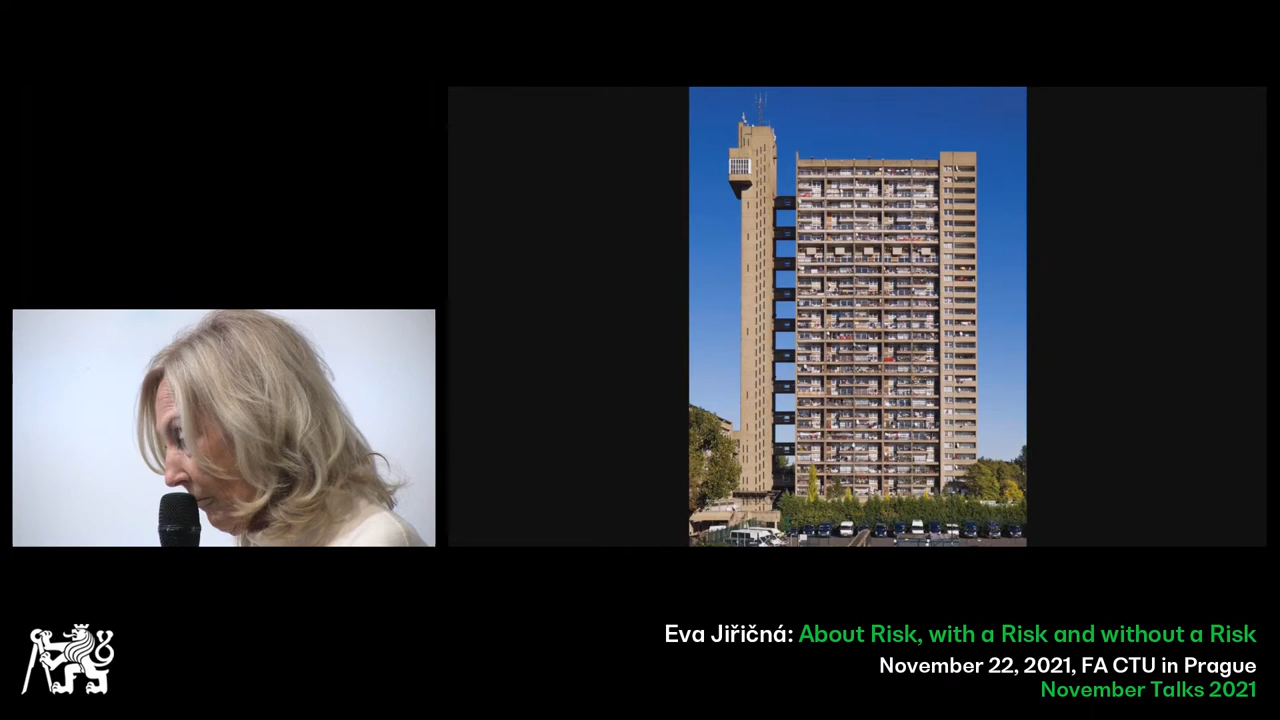 Eva Jiřičná: About Risk, with a Risk and without a Risk
November 22, 2021, FA CTU in Prague
November Talks 2021